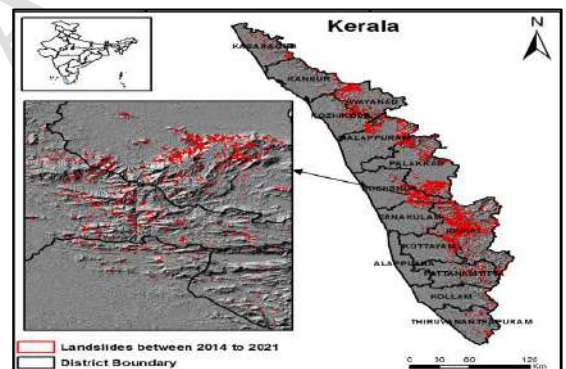 Kerala
N
KASARAGOD
KANNUR
WAYANAD
KOZHIKODE
MALAPPURAM
PALAKKAD
THRISSUR
ERNAKULAM
IDUKKI
KOTTAYAM
ALAPPUZHA
PATTANAMTITTA
KOLLAM
THIRUVANANTHAPURAM
Landslides between 2014 to 2021
District Boundary
0 30 60 120
Km